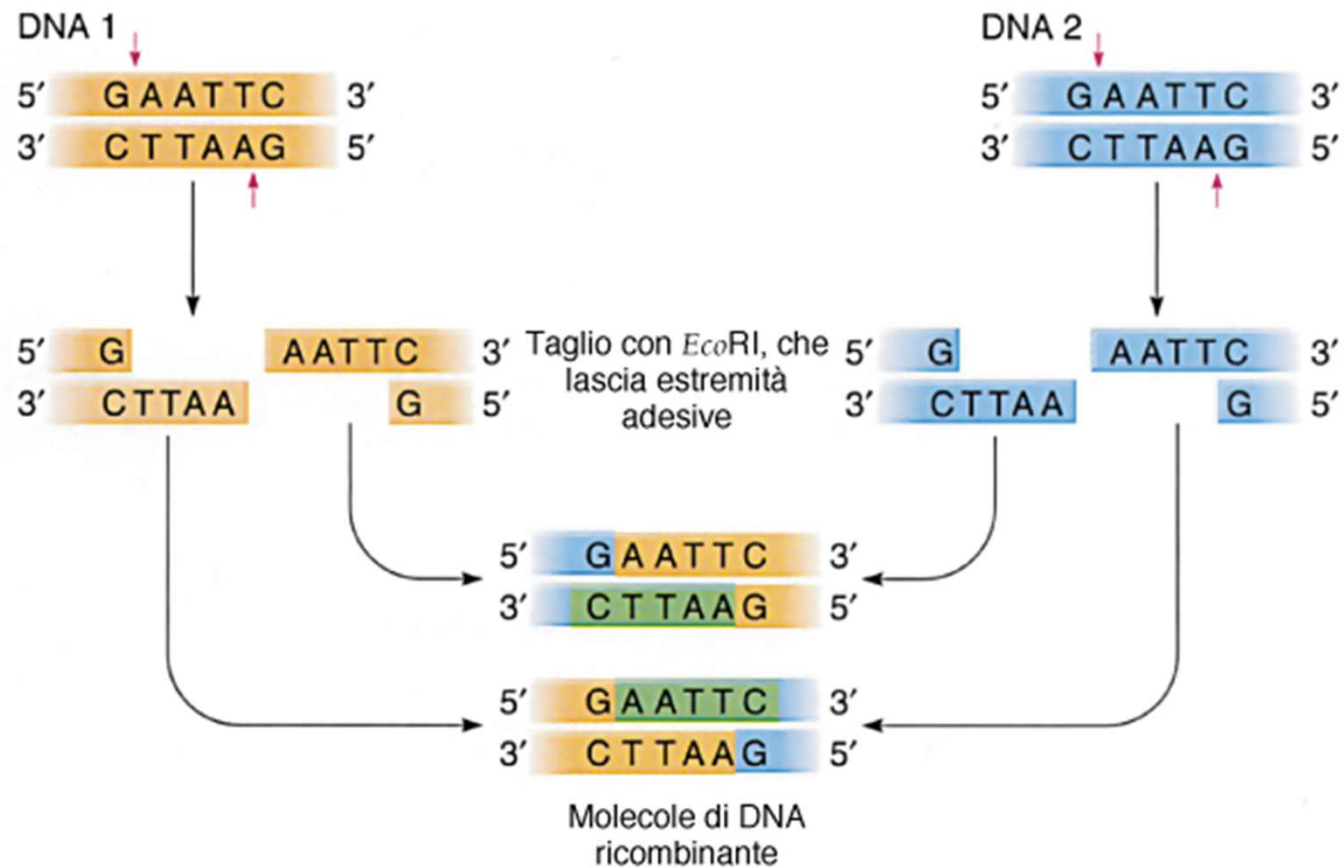 DNA 1
5′ GAATTC 3′
3′ CTTAAG 5′
DNA 2
5′ GAATTC 3′
3′ CTTAAG 5′
5′ G AATTC 3′
3′ CTTAA G 5′
Taglio con EcoRI, che
lascia estremità
adesive
5′ G AATTC 3′
3′ CTTAA G 5′
5′ GAATTC 3′
3′ CTTAAG 5′
5′ GAATTC 3′
3′ CTTAAG 5′
Molecole di DNA
ricombinante